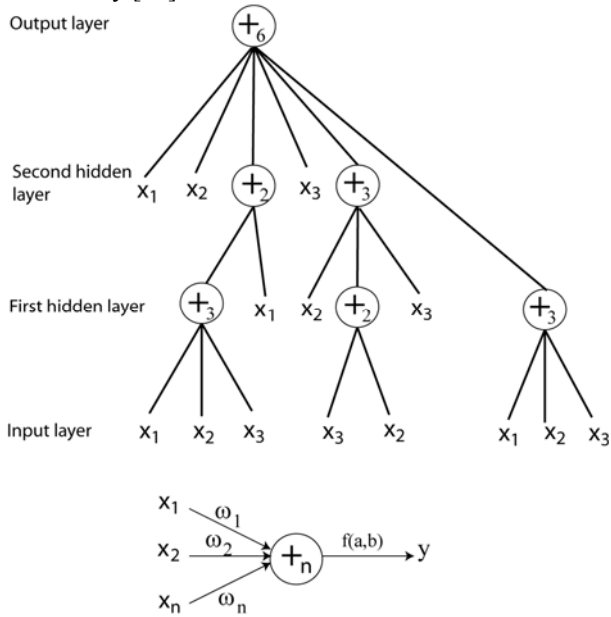 Output layer +6
Second hidden layer x1 x2 +2 x3 +3
First hidden layer +3 x1 x2 +2 x3 +3
Input layer x1 x2 x3 x3 x2 x1 x2 x3
x1 ω1
x2 ω2 +n f(a,b) y
xn ωn